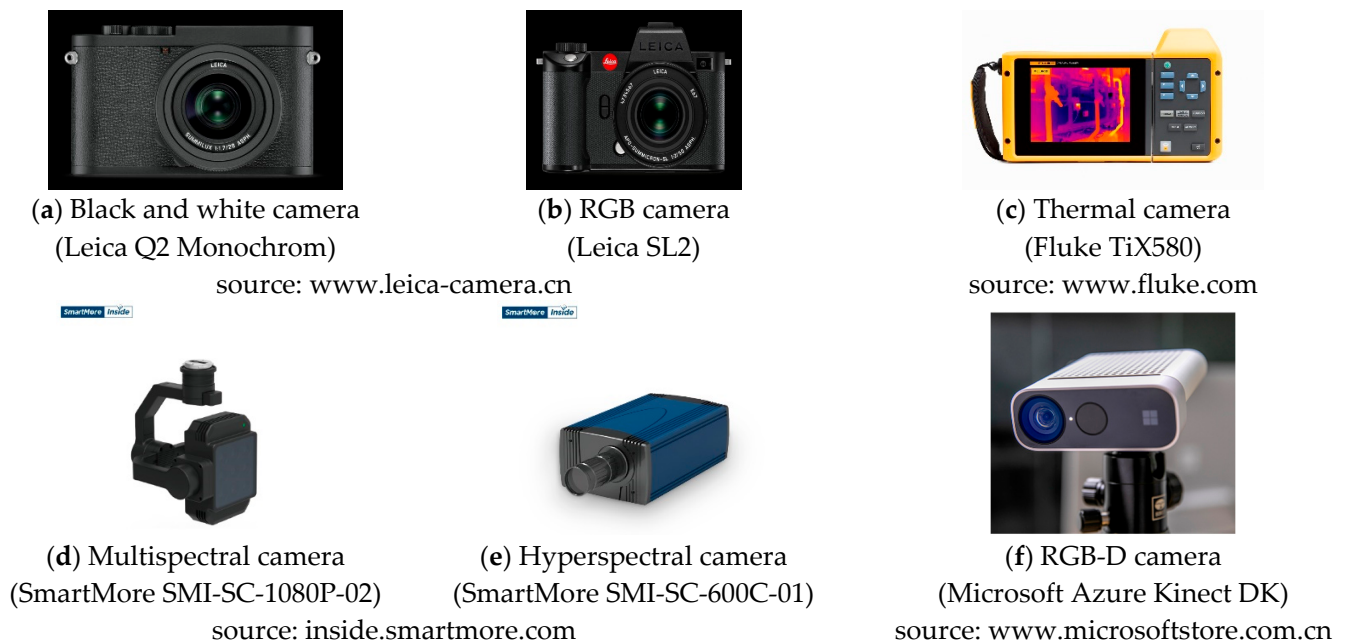 LEICA
SUMMILUX 1:1.7/28 ASPH.
LEICA
Leica
LEICA
APO-SUMMICRON-SL 1:2/50 ASPH.
(a) Black and white camera
(Leica Q2 Monochrom)
(b) RGB camera
(Leica SL2)
source: www.leica-camera.cn
(c) Thermal camera
(Fluke TiX580)
source: www.fluke.com
SmartMore Inside
SmartMore Inside
(d) Multispectral camera
(SmartMore SMI-SC-1080P-02)
(e) Hyperspectral camera
(SmartMore SMI-SC-600C-01)
source: inside.smartmore.com
(f) RGB-D camera
(Microsoft Azure Kinect DK)
source: www.microsoftstore.com.cn